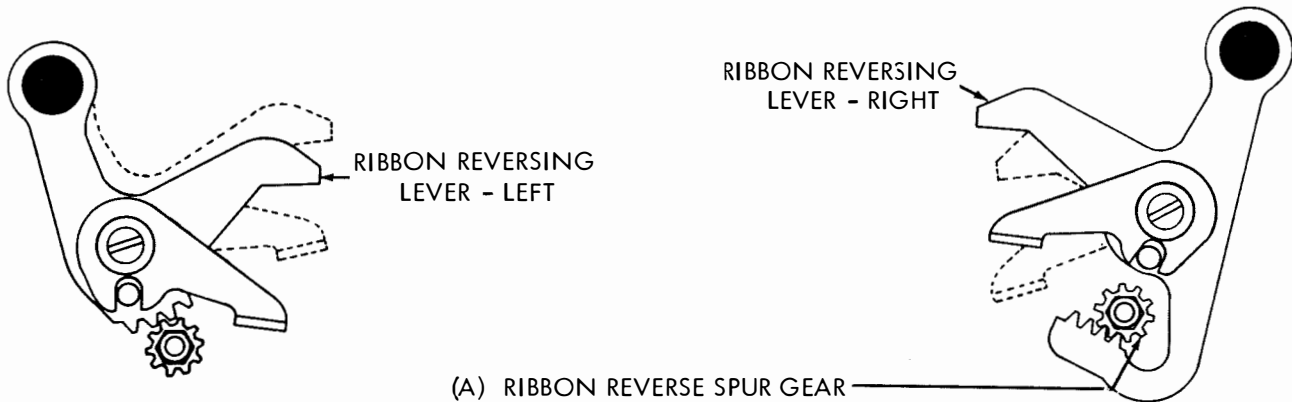 RIBBON REVERSING
LEVER - LEFT
RIBBON REVERSING
LEVER - RIGHT
(A) RIBBON REVERSE SPUR GEAR